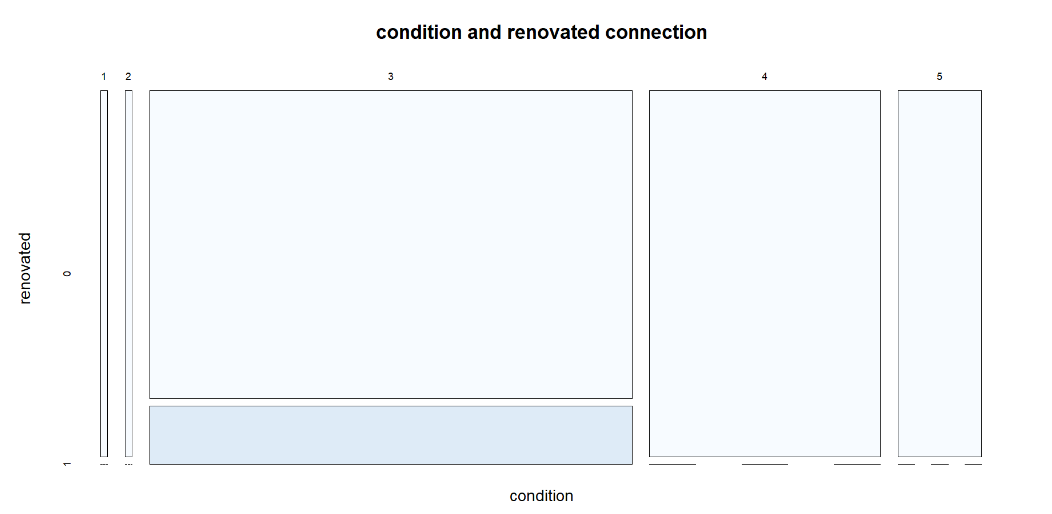 condition and renovated connection
1 2 3 4 5
renovated
0
1
condition